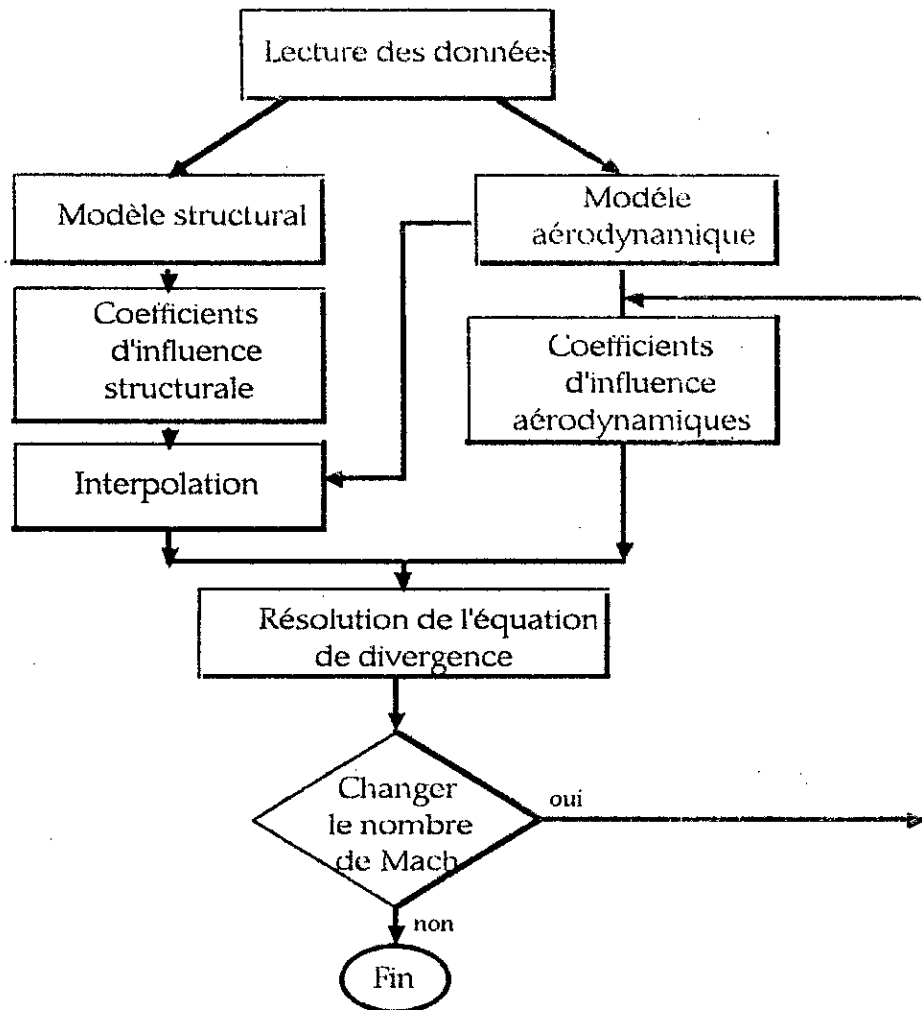 Lecture des données
Modèle structural
Modéle
aérodynamique
Coefficients
d'influence
structurale
Coefficients
d'influence
aérodynamiques
Interpolation
Résolution de l'équation
de divergence
Changer
le nombre
de Mach
oui
non
Fin